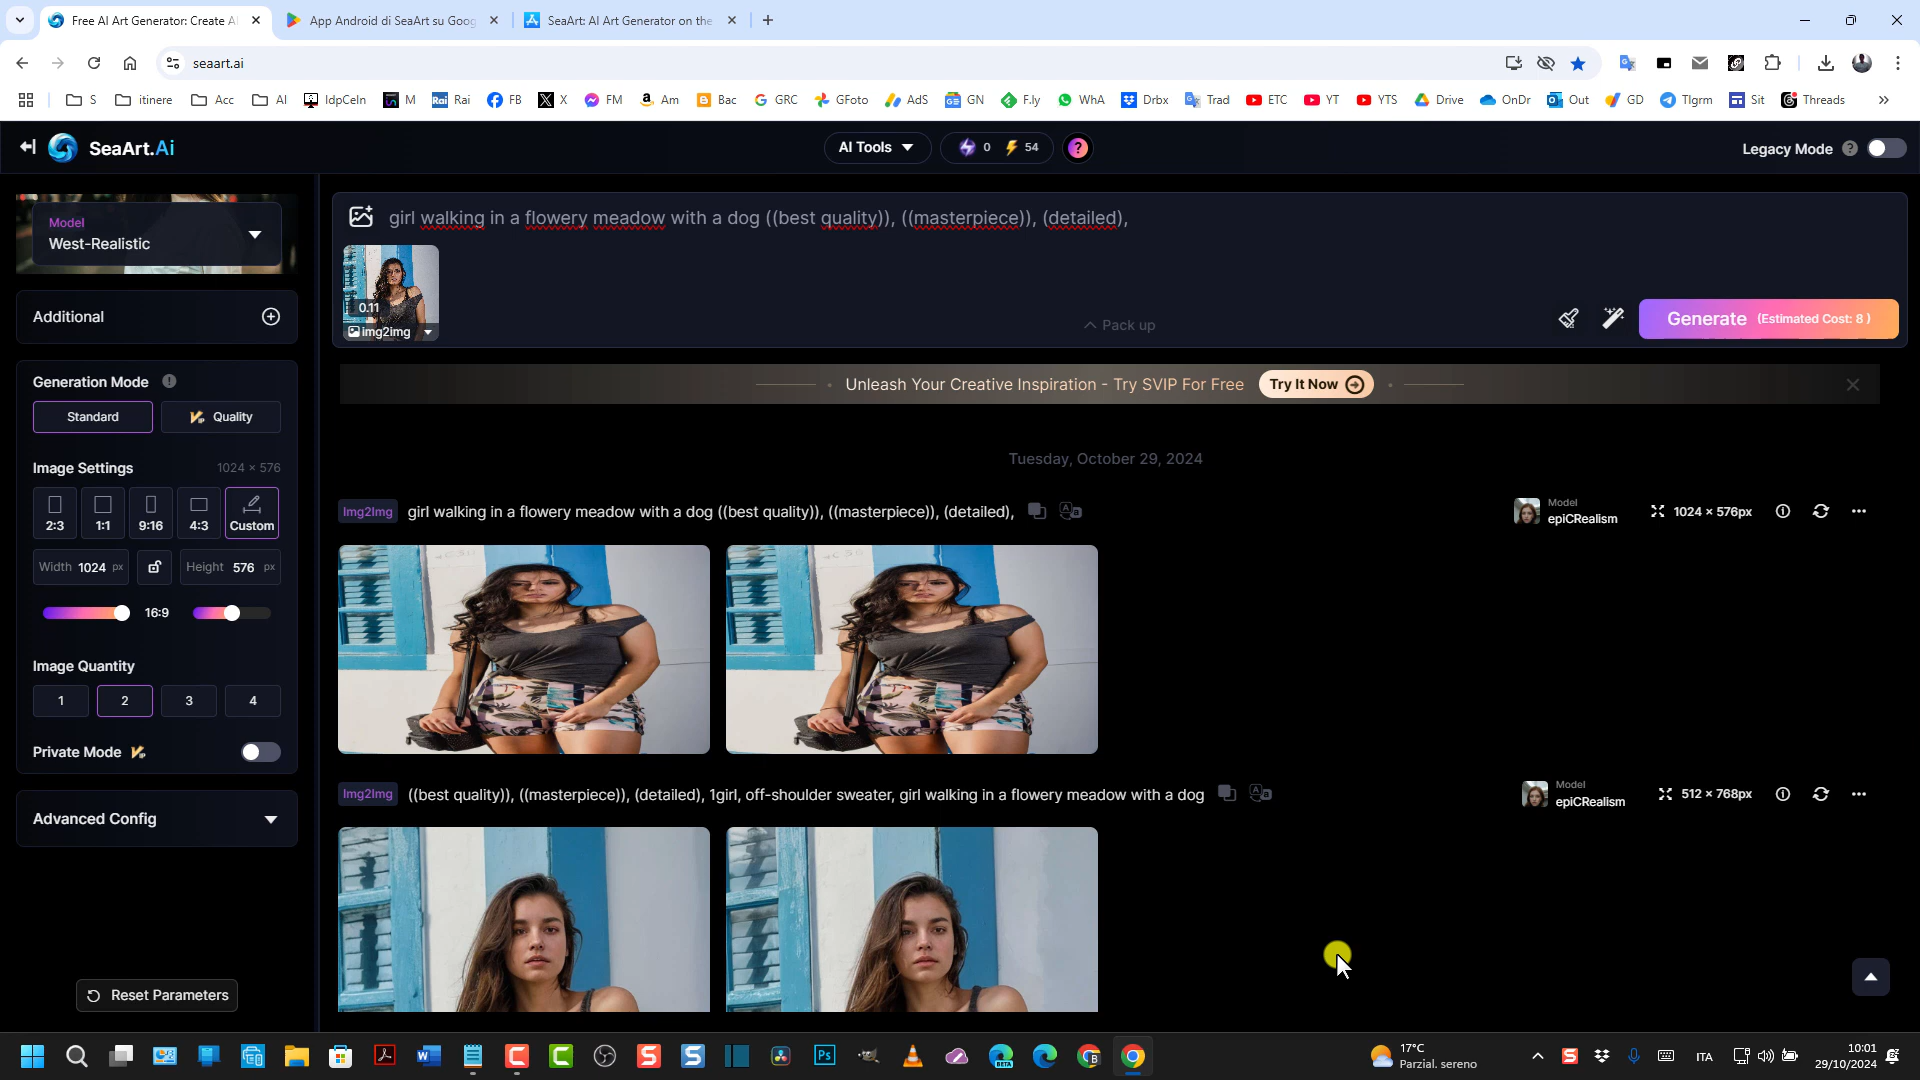 Free AI Art Generator: Create A
App Android di SeaArt su Goog
SeaArt: AI Art Generator on the
seaart.ai
S
itinere
Acc
AI
IdpCeIn
M
Rai
FB
X
FM
Am
Bac
GRC
GFoto
AdS
GN
F.ly
WhA
Drbx
Trad
ETC
YT
YTS
Drive
OnDr
Out
GD
Tlgrm
Sit
Threads
SeaArt.Ai
AI Tools
0
54
Legacy Mode
Model
West-Realistic
girl walking in a flowery meadow with a dog ((best quality)), ((masterpiece)), (detailed),
0.11
img2img
Pack up
Generate (Estimated Cost: 8 )
Additional
Unleash Your Creative Inspiration - Try SVIP For Free
Try It Now
Generation Mode
Standard
Quality
Image Settings
1024 × 576
2:3
1:1
9:16
4:3
Custom
Width 1024 px
Height 576 px
16:9
Image Quantity
1
2
3
4
Private Mode
Advanced Config
Reset Parameters
Tuesday, October 29, 2024
Img2Img
girl walking in a flowery meadow with a dog ((best quality)), ((masterpiece)), (detailed),
Model
epiCRealism
1024 × 576px
Img2Img
((best quality)), ((masterpiece)), (detailed), 1girl, off-shoulder sweater, girl walking in a flowery meadow with a dog
Model
epiCRealism
512 × 768px
17°C
Parzial. sereno
ITA
10:01
29/10/2024